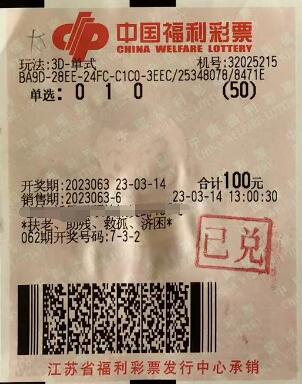 中国福利彩票
CHINA WELFARE LOTTERY
玩法:3D-单式 机号:32025215
BA9D-28EE-24FC-C1C0-3EEC/25348078/8471E
单选: 0 1 0 (50)
开奖期:2023063 23-03-14 合计100元
销售期:2023063-6 23-03-14 13:00:30
*扶老、助残、救孤、济困*
062期开奖号码:7-3-2
已兑
江苏省福利彩票发行中心承销